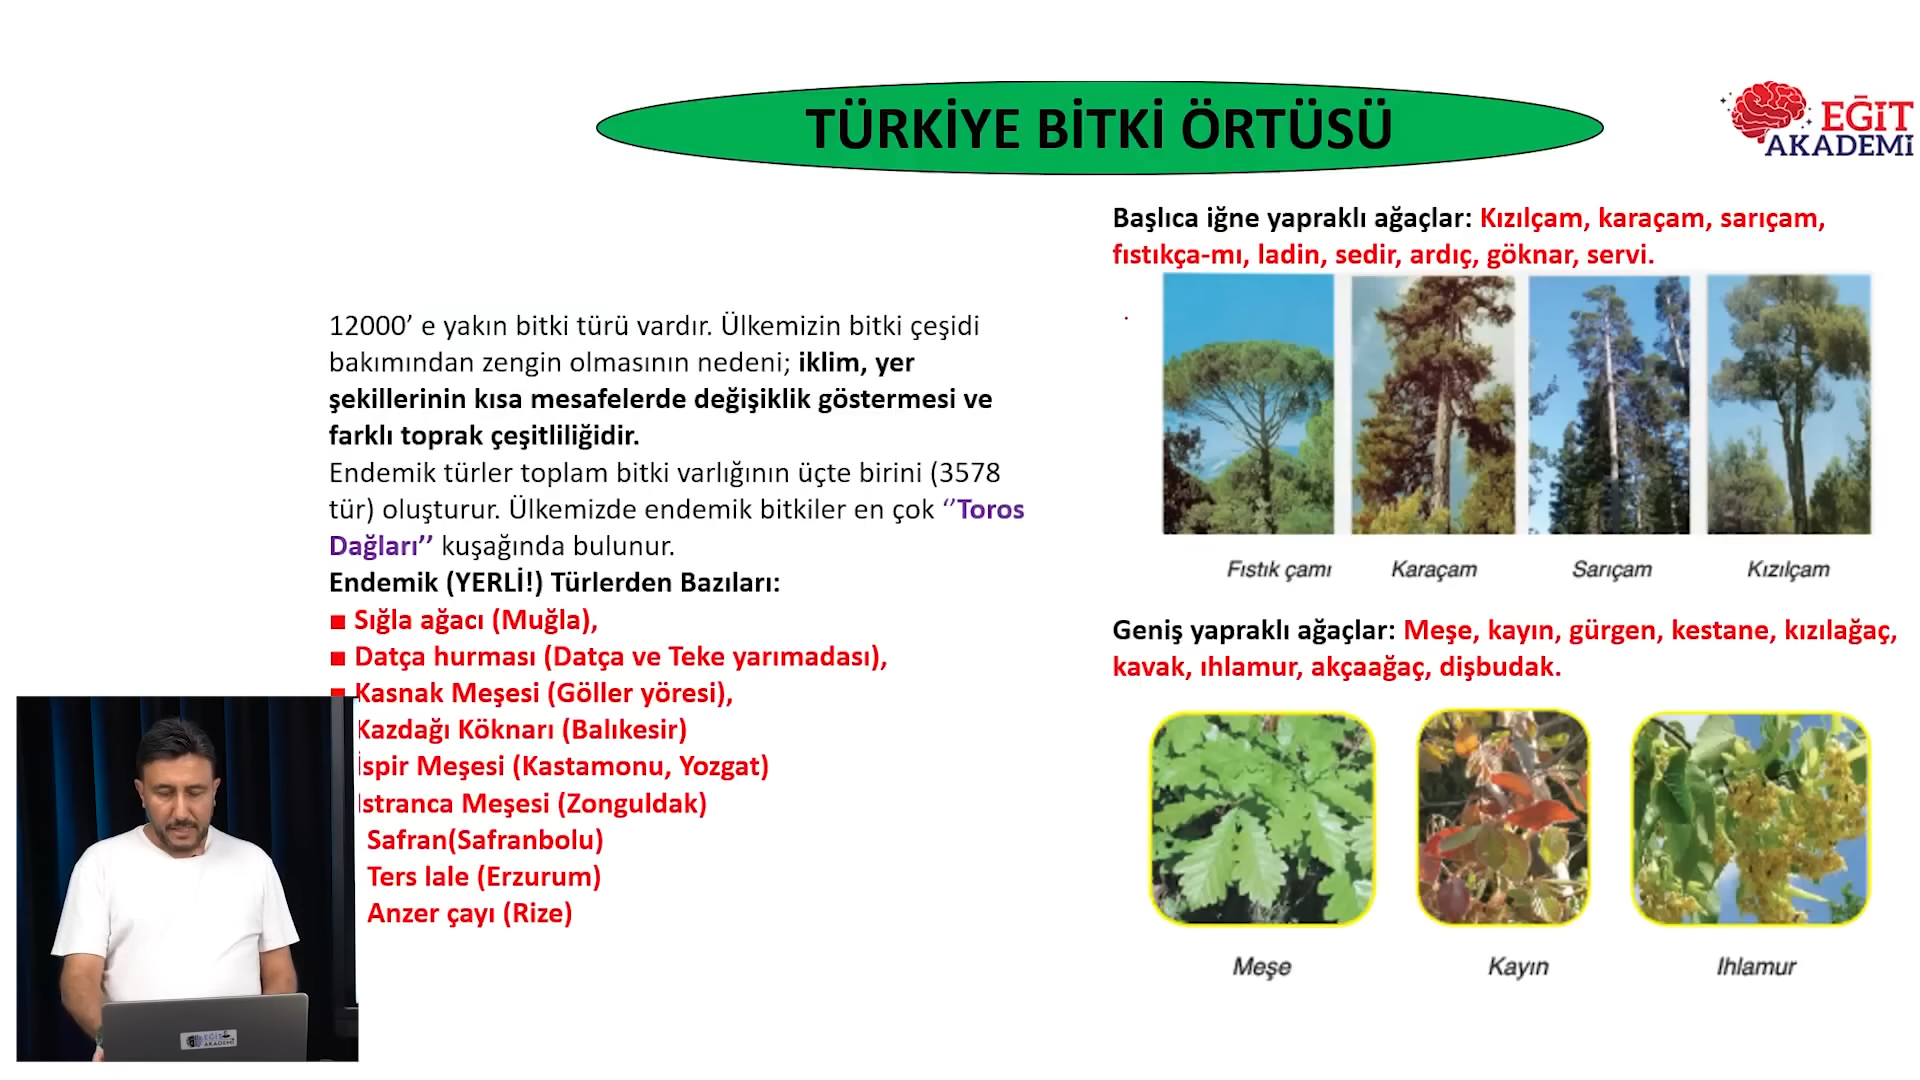 TÜRKİYE BİTKİ ÖRTÜSÜ
EĞİT
AKADEMİ
12000’ e yakın bitki türü vardır. Ülkemizin bitki çeşidi
bakımından zengin olmasının nedeni; iklim, yer
şekillerinin kısa mesafelerde değişiklik göstermesi ve
farklı toprak çeşitliliğidir.
Endemik türler toplam bitki varlığının üçte birini (3578
tür) oluşturur. Ülkemizde endemik bitkiler en çok ‘’Toros
Dağları’’ kuşağında bulunur.
Endemik (YERLİ!) Türlerden Bazıları:
▪ Sığla ağacı (Muğla),
▪ Datça hurması (Datça ve Teke yarımadası),
▪ Kasnak Meşesi (Göller yöresi),
Kazdağı Köknarı (Balıkesir)
İspir Meşesi (Kastamonu, Yozgat)
Istranca Meşesi (Zonguldak)
Safran(Safranbolu)
Ters lale (Erzurum)
Anzer çayı (Rize)
Başlıca iğne yapraklı ağaçlar: Kızılçam, karaçam, sarıçam,
fıstıkça-mı, ladin, sedir, ardıç, göknar, servi.
Fıstık çamı Karaçam Sarıçam Kızılçam
Geniş yapraklı ağaçlar: Meşe, kayın, gürgen, kestane, kızılağaç,
kavak, ıhlamur, akçaağaç, dişbudak.
Meşe Kayın Ihlamur
EĞİT
AKADEMİ